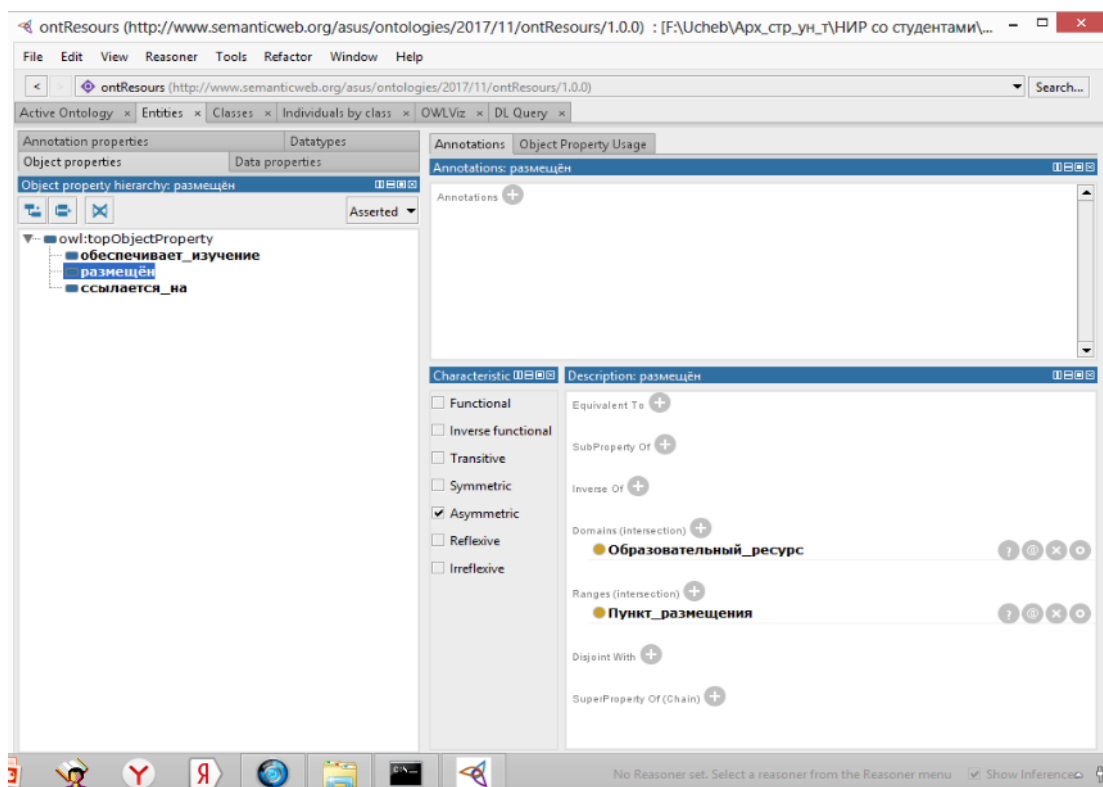 ontResours (http://www.semanticweb.org/asus/ontologies/2017/11/ontResours/1.0.0) : [F:\Ucheb\Арх_стр_ун_т\НИР со студентами\...
File Edit View Reasoner Tools Refactor Window Help
< > ontResours (http://www.semanticweb.org/asus/ontologies/2017/11/ontResours/1.0.0) Search...
Active Ontology × Entities × Classes × Individuals by class × OWLViz × DL Query ×
Annotation properties Datatypes
Object properties Data properties
Object property hierarchy: размещён
Asserted
owl:topObjectProperty
обеспечивает_изучение
размещён
ссылается_на
Annotations Object Property Usage
Annotations: размещён
Annotations
Characteristic
Functional
Inverse functional
Transitive
Symmetric
Asymmetric
Reflexive
Irreflexive
Description: размещён
Equivalent To
SubProperty Of
Inverse Of
Domains (intersection)
Образовательный_ресурс
Ranges (intersection)
Пункт_размещения
Disjoint With
SuperProperty Of (Chain)
No Reasoner set. Select a reasoner from the Reasoner menu Show Inferences